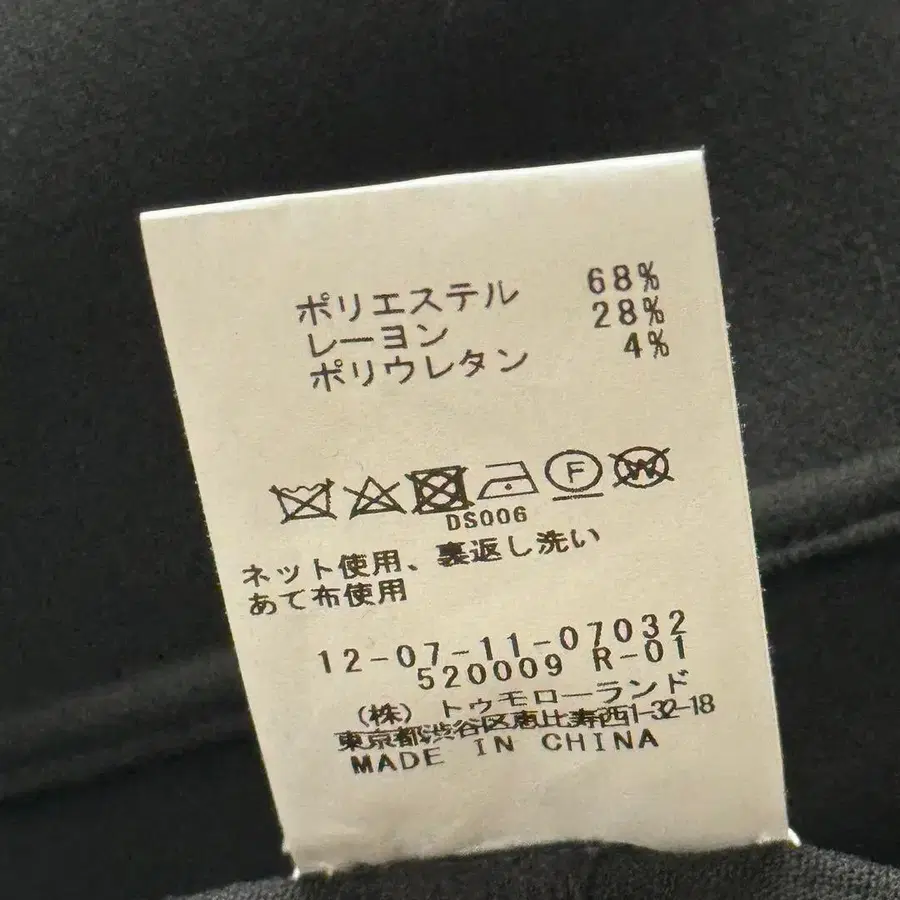 ポリエステル 68%
レーヨン 28%
ポリウレタン 4%
F W
DS006
ネット使用、裏返し洗い
あて布使用
12-07-11-07032
520009 R-01
(株) トゥモローランド
東京都渋谷区恵比寿西1-32-18
MADE IN CHINA